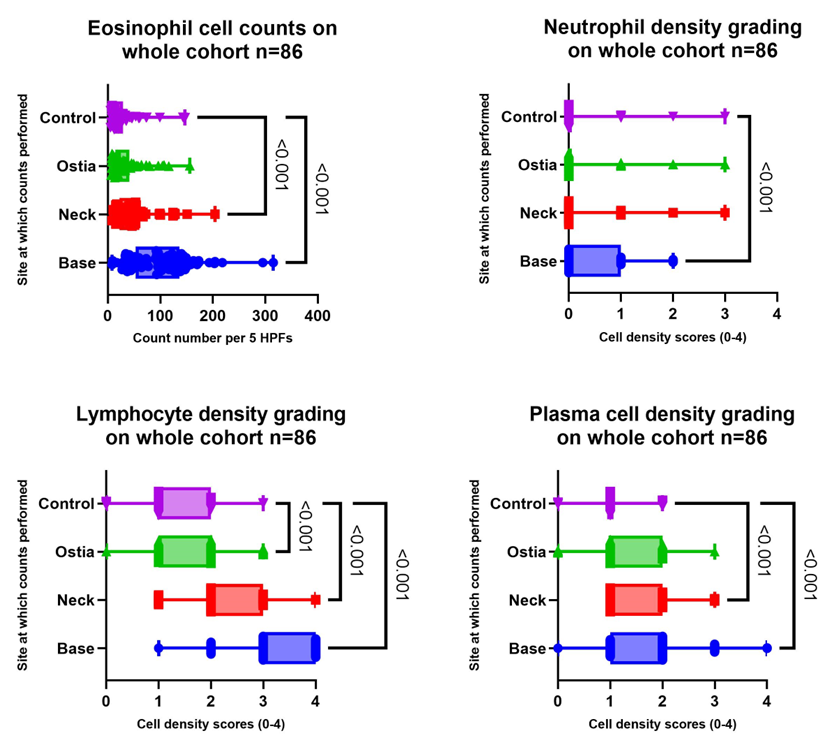 Eosinophil cell counts on
whole cohort n=86
Site at which counts performed
Control
Ostia
Neck
Base
<0.001
<0.001
0 100 200 300 400
Count number per 5 HPFs
Neutrophil density grading
on whole cohort n=86
Site at which counts performed
Control
Ostia
Neck
Base
<0.001
0 1 2 3 4
Cell density scores (0-4)
Lymphocyte density grading
on whole cohort n=86
Site at which counts performed
Control
Ostia
Neck
Base
<0.001
<0.001
<0.001
0 1 2 3 4
Cell density scores (0-4)
Plasma cell density grading
on whole cohort n=86
Site at which counts performed
Control
Ostia
Neck
Base
<0.001
<0.001
0 1 2 3 4
Cell density scores (0-4)